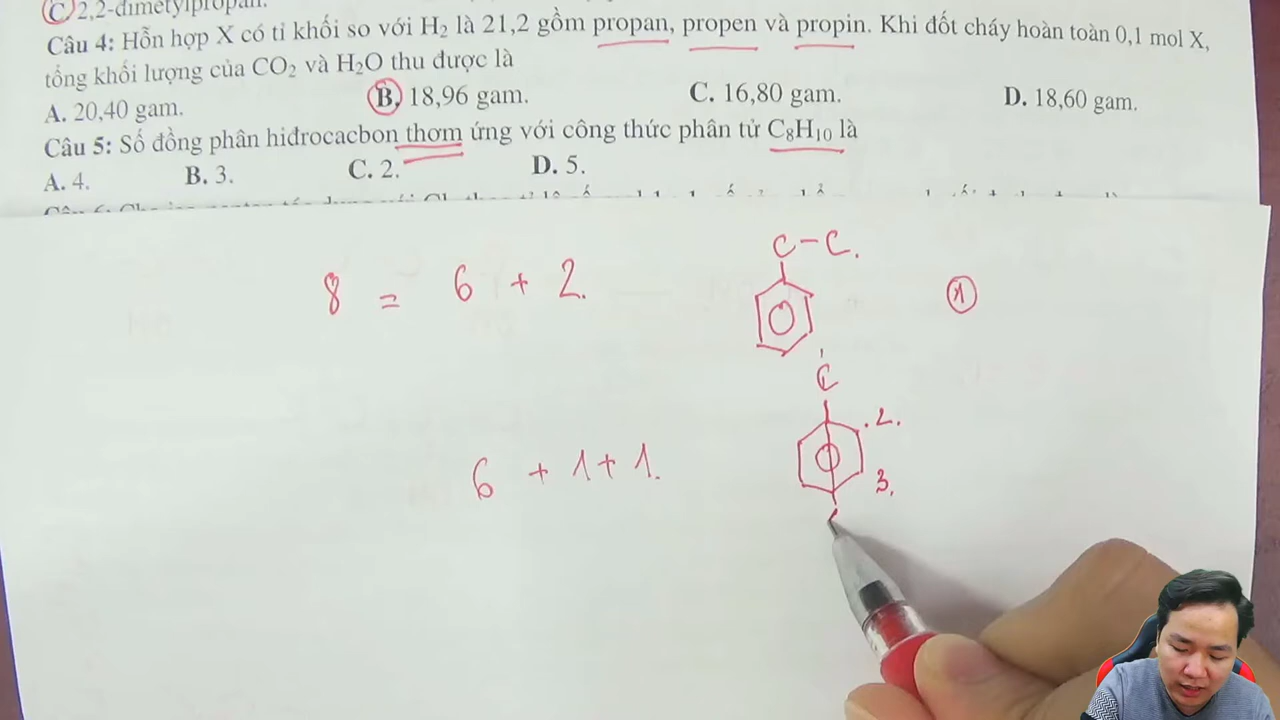 C. 2,2-đimetylpropan.
Câu 4: Hỗn hợp X có tỉ khối so với H₂ là 21,2 gồm propan, propen và propin. Khi đốt cháy hoàn toàn 0,1 mol X,
tổng khối lượng của CO₂ và H₂O thu được là
A. 20,40 gam. B. 18,96 gam. C. 16,80 gam. D. 18,60 gam.
Câu 5: Số đồng phân hiđrocacbon thơm ứng với công thức phân tử C₈H₁₀ là
A. 4. B. 3. C. 2. D. 5.
C – C.
8 = 6 + 2.
1
C
2.
6 + 1 + 1.
3.